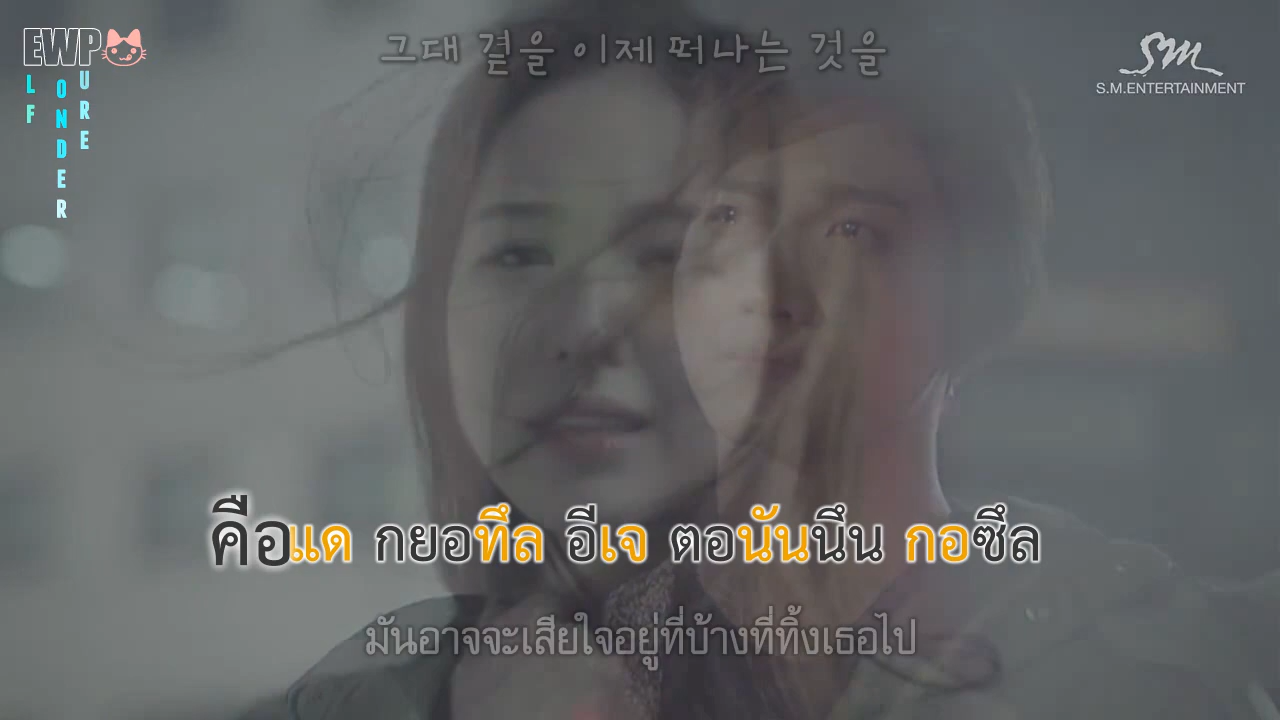 EWP
LF
ONDER
URE
그대 곁을 이제 떠나는 것을
SM
S.M.ENTERTAINMENT
คือแด กยอทึล อีเจ ตอนันนึน กอซึล
มันอาจจะเสียใจอยู่ที่บ้างที่ทิ้งเธอไป